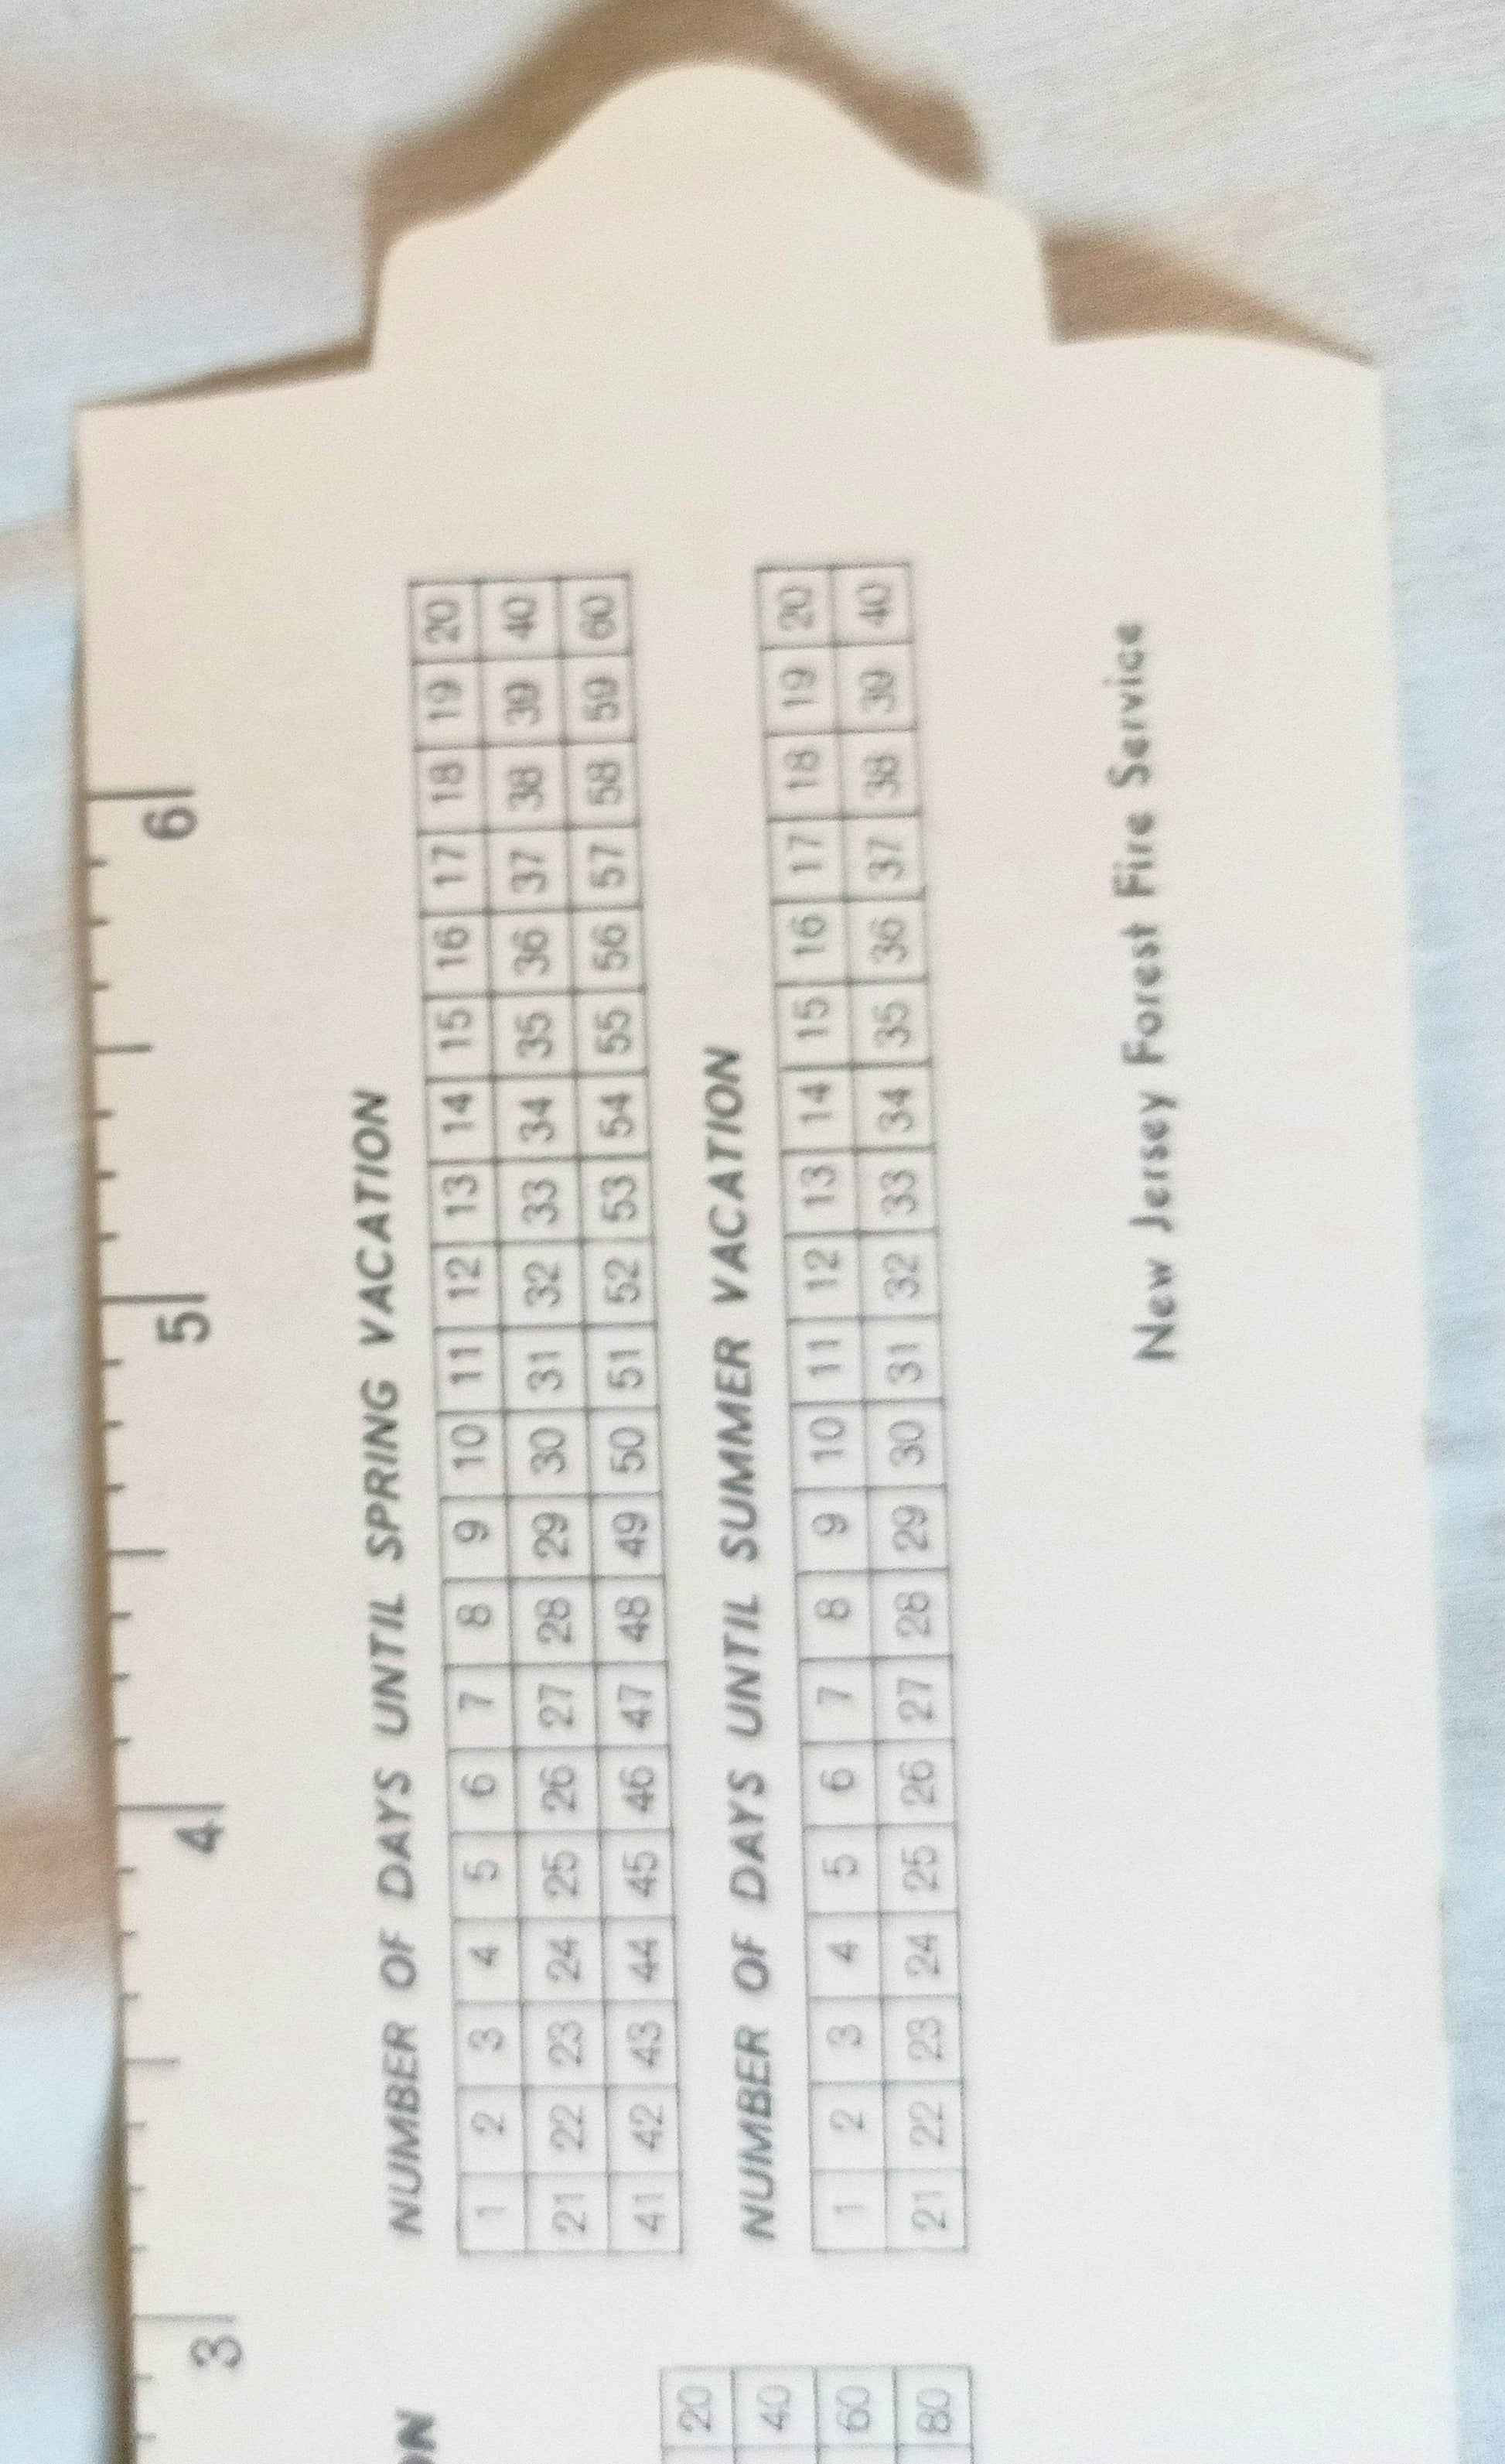 3 4 5 6
ON
20
40
60
80
NUMBER OF DAYS UNTIL SPRING VACATION
1 2 3 4 5 6 7 8 9 10 11 12 13 14 15 16 17 18 19 20
21 22 23 24 25 26 27 28 29 30 31 32 33 34 35 36 37 38 39 40
41 42 43 44 45 46 47 48 49 50 51 52 53 54 55 56 57 58 59 60
NUMBER OF DAYS UNTIL SUMMER VACATION
1 2 3 4 5 6 7 8 9 10 11 12 13 14 15 16 17 18 19 20
21 22 23 24 25 26 27 28 29 30 31 32 33 34 35 36 37 38 39 40
New Jersey Forest Fire Service